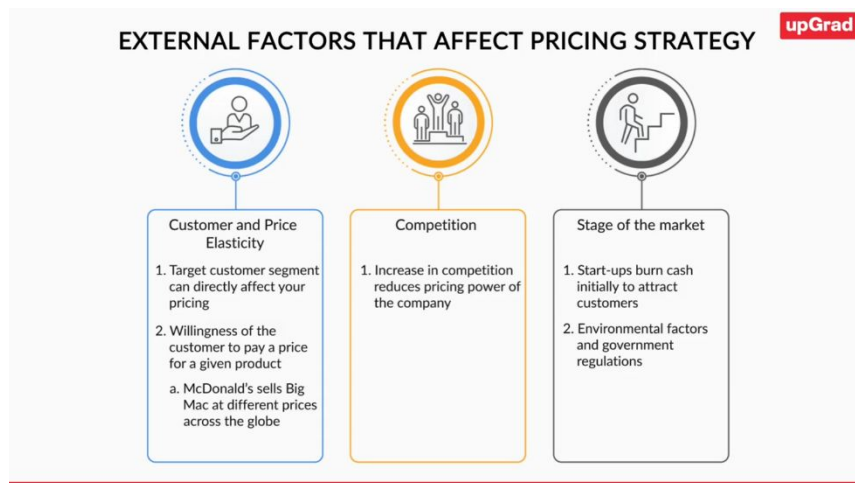 upGrad
EXTERNAL FACTORS THAT AFFECT PRICING STRATEGY
Customer and Price
Elasticity
1. Target customer segment
can directly affect your
pricing
2. Willingness of the
customer to pay a price
for a given product
a. McDonald's sells Big
Mac at different prices
across the globe
Competition
1. Increase in competition
reduces pricing power of
the company
Stage of the market
1. Start-ups burn cash
initially to attract
customers
2. Environmental factors
and government
regulations